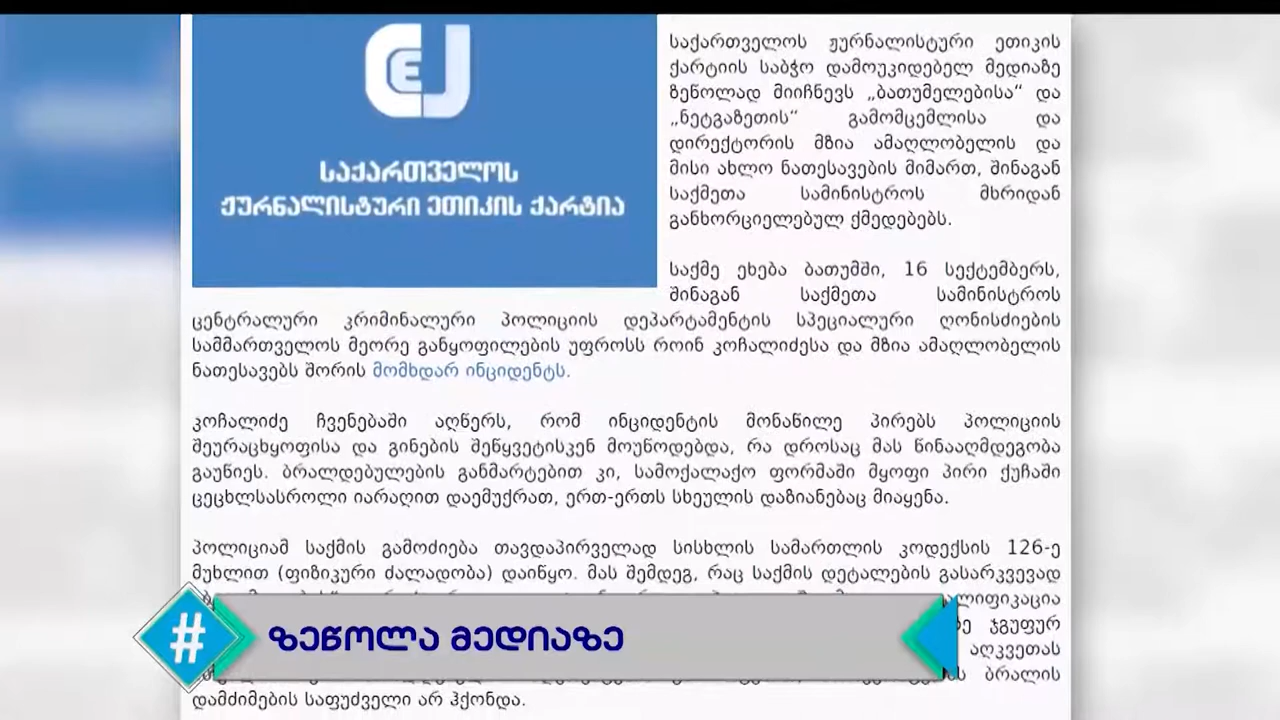 საქართველოს
ჟურნალისტური ეთიკის ქარტია
საქართველოს ჟურნალისტური ეთიკის
ქარტიის საბჭო დამოუკიდებელ მედიაზე
ზეწოლად მიიჩნევს „ბათუმელებისა“ და
„ნეტგაზეთის“ გამომცემლისა და
დირექტორის მზია ამაღლობელის და
მისი ახლო ნათესავების მიმართ, შინაგან
საქმეთა სამინისტროს მხრიდან
განხორციელებულ ქმედებებს.
საქმე ეხება ბათუმში, 16 სექტემბერს,
შინაგან საქმეთა სამინისტროს
ცენტრალური კრიმინალური პოლიციის დეპარტამენტის სპეციალური ღონისძიების
სამმართველოს მეორე განყოფილების უფროსს როინ კოჩალიძესა და მზია ამაღლობელის
ნათესავებს შორის მომხდარ ინციდენტს.
კოჩალიძე ჩვენებაში აღწერს, რომ ინციდენტის მონაწილე პირებს პოლიციის
შეურაცხყოფისა და გინების შეწყვეტისკენ მოუწოდებდა, რა დროსაც მას წინააღმდეგობა
გაუწიეს. ბრალდებულების განმარტებით კი, სამოქალაქო ფორმაში მყოფი პირი ქუჩაში
ცეცხლსასროლი იარაღით დაემუქრათ, ერთ-ერთს სხეულის დაზიანებაც მიაყენა.
პოლიციამ საქმის გამოძიება თავდაპირველად სისხლის სამართლის კოდექსის 126-ე
მუხლით (ფიზიკური ძალადობა) დაიწყო. მას შემდეგ, რაც საქმის დეტალების გასარკვევად
ჯგუფურ
აღკვეთას
ბრალის
დამძიმების საფუძველი არ ჰქონდა.
# ზეწოლა მედიაზე